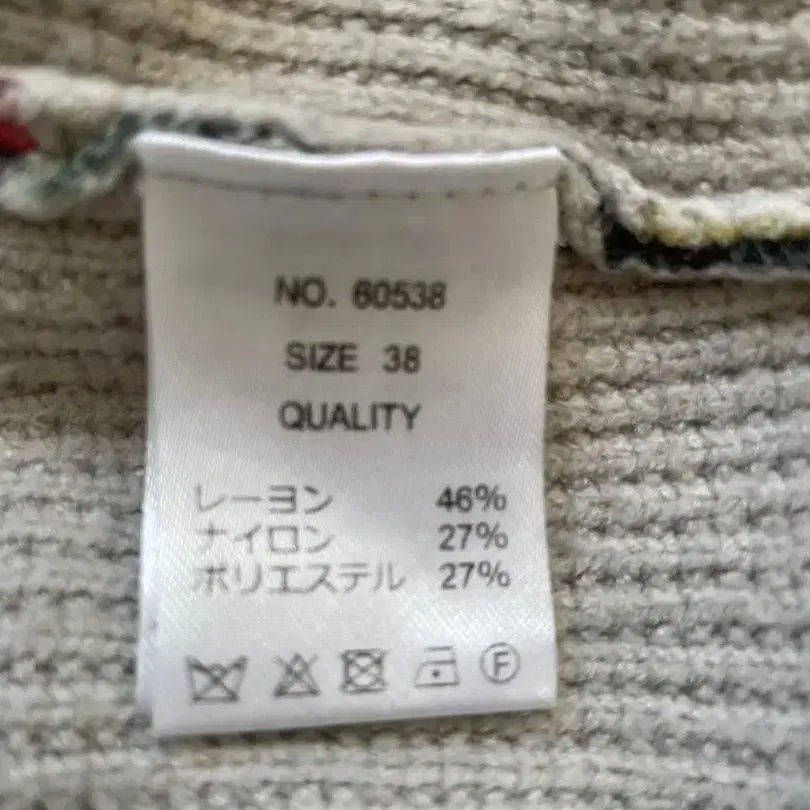 NO. 60538
SIZE 38
QUALITY
レーヨン 46%
ナイロン 27%
ポリエステル 27%
F